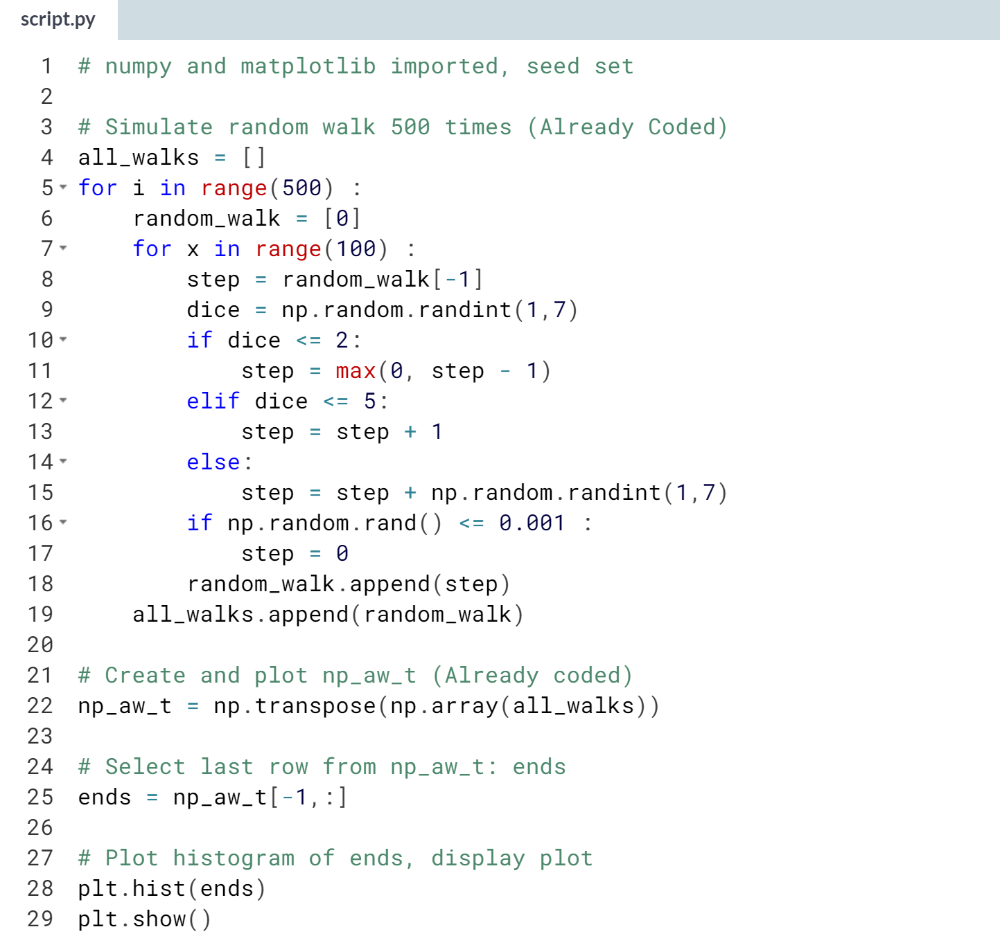 script.py
1 # numpy and matplotlib imported, seed set
2
3 # Simulate random walk 500 times (Already Coded)
4 all_walks = []
5 for i in range(500) :
6     random_walk = [0]
7     for x in range(100) :
8         step = random_walk[-1]
9         dice = np.random.randint(1,7)
10         if dice <= 2:
11             step = max(0, step - 1)
12         elif dice <= 5:
13             step = step + 1
14         else:
15             step = step + np.random.randint(1,7)
16         if np.random.rand() <= 0.001 :
17             step = 0
18         random_walk.append(step)
19     all_walks.append(random_walk)
20
21 # Create and plot np_aw_t (Already coded)
22 np_aw_t = np.transpose(np.array(all_walks))
23
24 # Select last row from np_aw_t: ends
25 ends = np_aw_t[-1,:]
26
27 # Plot histogram of ends, display plot
28 plt.hist(ends)
29 plt.show()